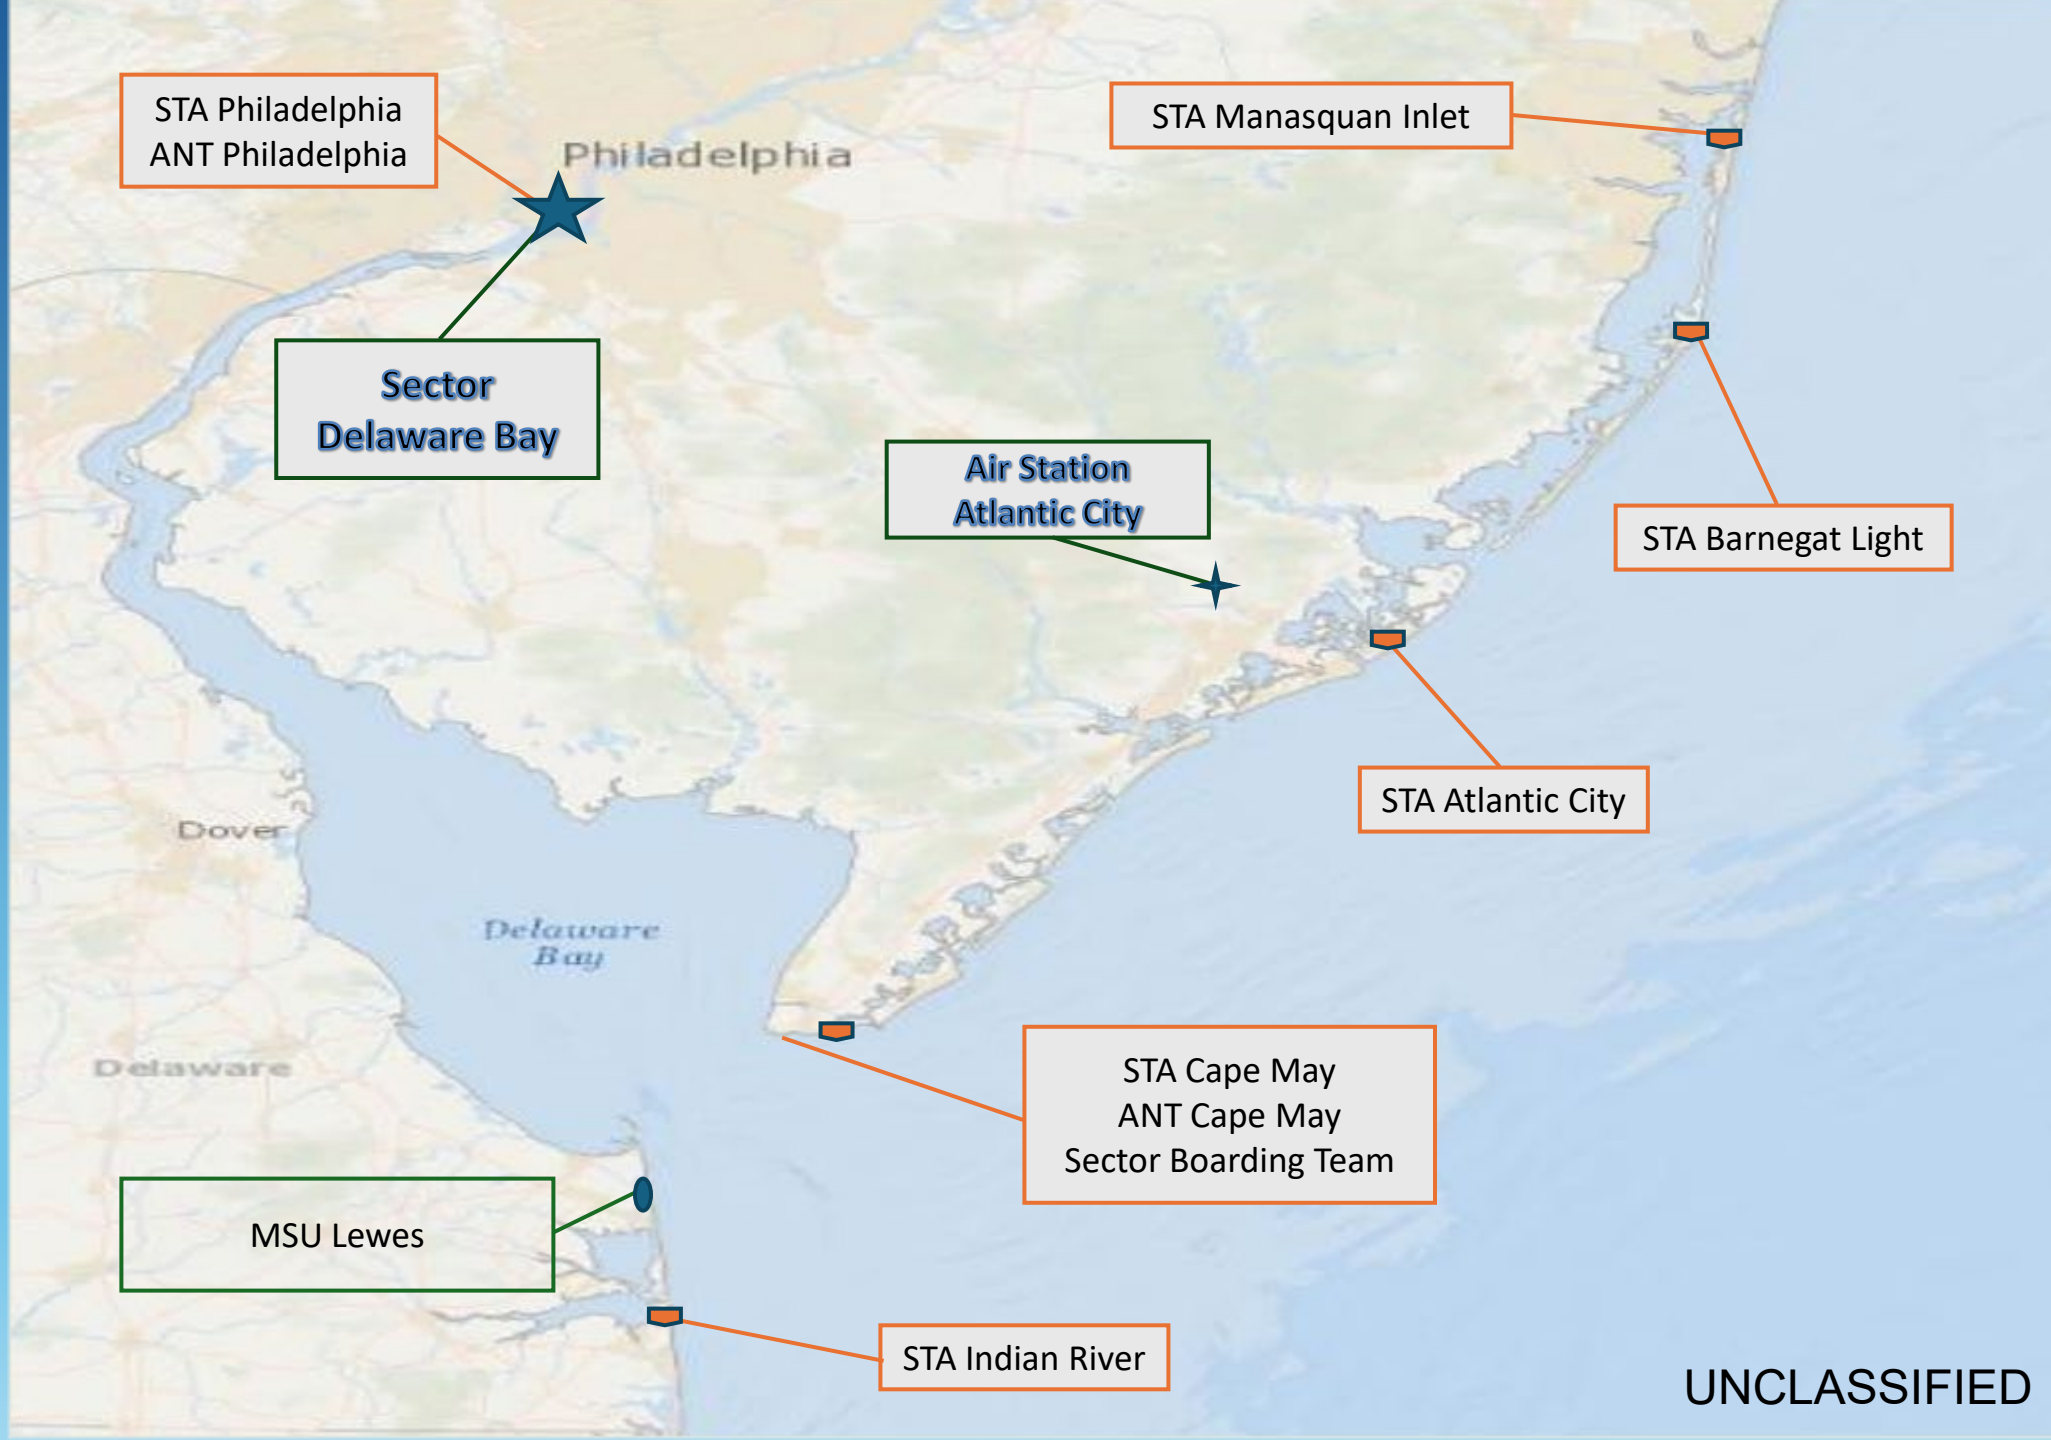 STA Philadelphia
ANT Philadelphia
Philadelphia
STA Manasquan Inlet
Sector
Delaware Bay
Air Station
Atlantic City
STA Barnegat Light
STA Atlantic City
Dover
Delaware
Bay
Delaware
STA Cape May
ANT Cape May
Sector Boarding Team
MSU Lewes
STA Indian River
UNCLASSIFIED